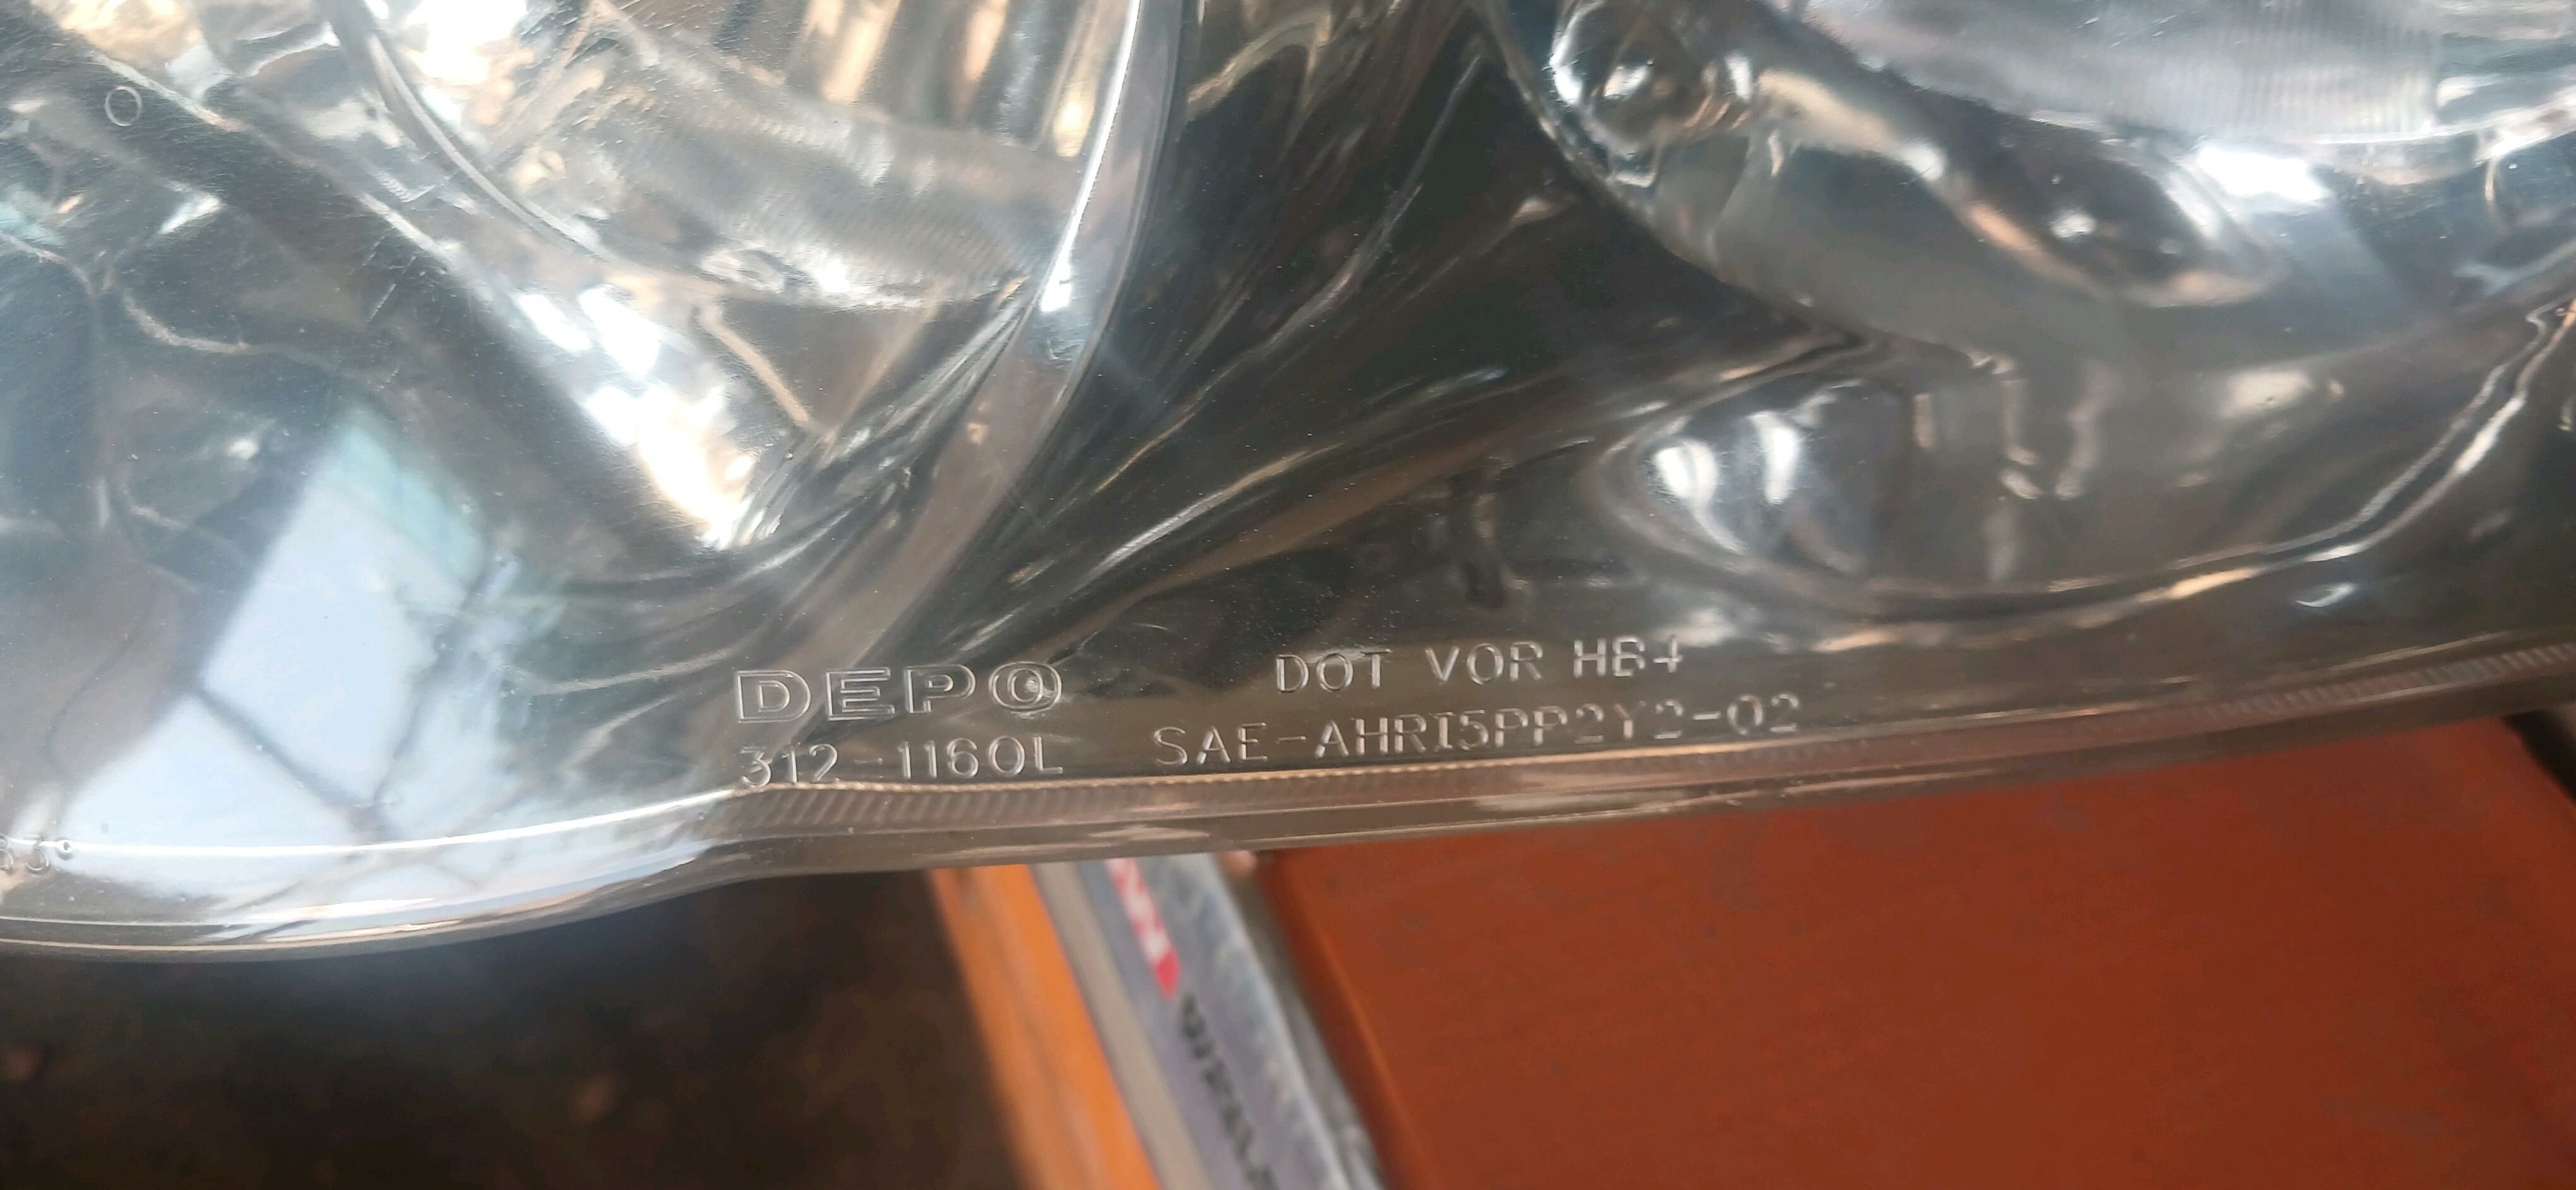 DEPO
312-1160L
DOT VOR HB4
SAE-AHRI5PP2Y2-02